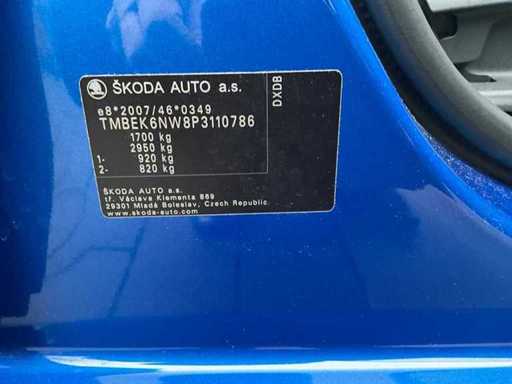 ŠKODA AUTO a.s.
e8*2007/46*0349
TMBEK6NW8P3110786
1700 kg
2950 kg
1- 920 kg
2- 820 kg
DXDB
ŠKODA AUTO a.s.
tř. Václava Klementa 869
29301 Mladá Boleslav, Czech Republic
www.skoda-auto.com